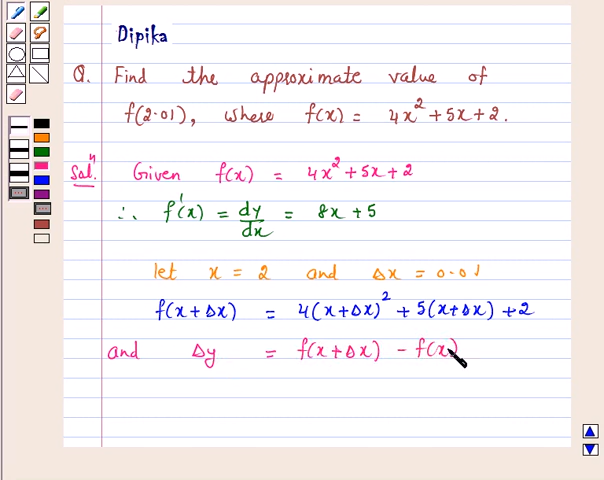 Dipika
Q. Find the approximate value of
f(2.01), where f(x) = 4x² + 5x + 2.
Solⁿ Given f(x) = 4x² + 5x + 2
∴ f'(x) = dy/dx = 8x + 5
let x = 2 and Δx = 0.01
f(x + Δx) = 4(x + Δx)² + 5(x + Δx) + 2
and Δy = f(x + Δx) - f(x)